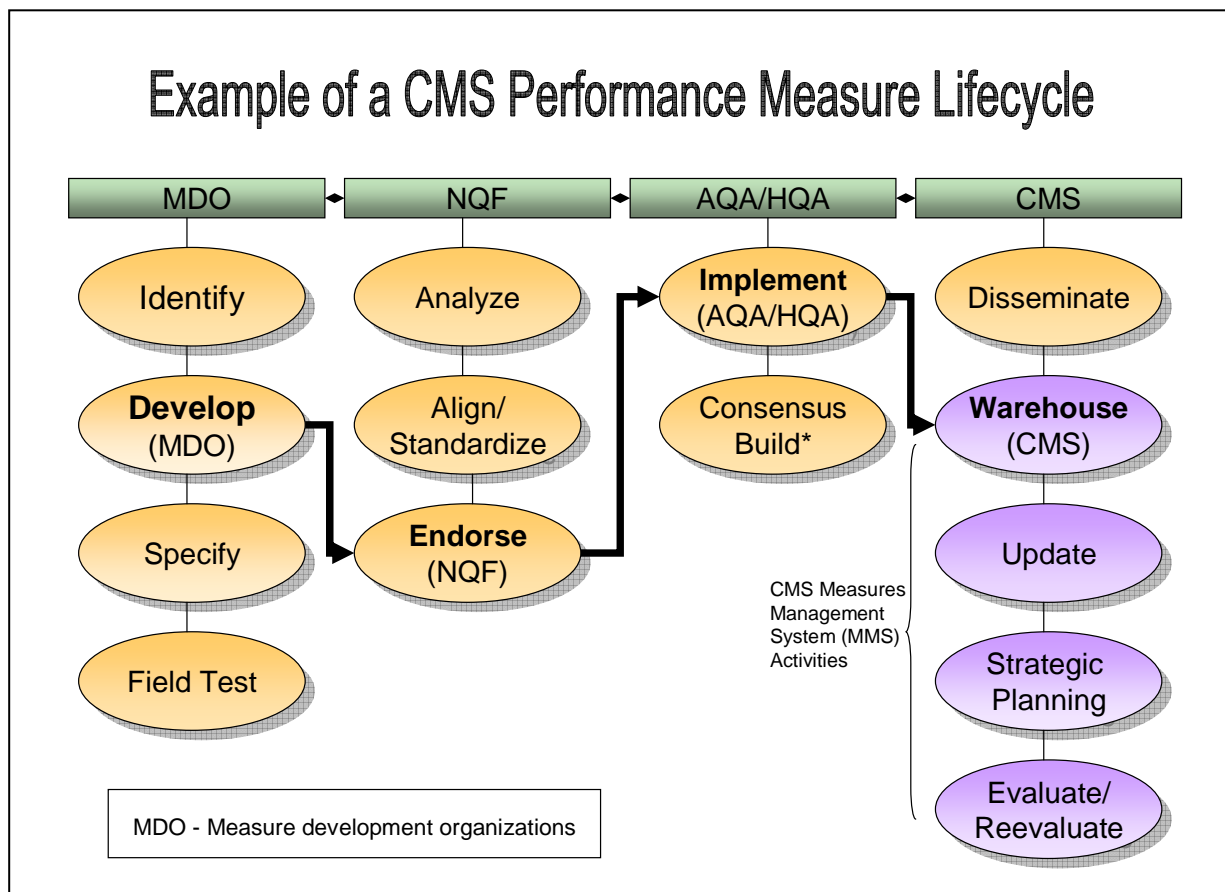 Example of a CMS Performance Measure Lifecycle
MDO
NQF
AQA/HQA
CMS
Identify
Develop
(MDO)
Specify
Field Test
Analyze
Align/
Standardize
Endorse
(NQF)
Implement
(AQA/HQA)
Consensus
Build*
Disseminate
Warehouse
(CMS)
Update
Strategic
Planning
Evaluate/
Reevaluate
CMS Measures
Management
System (MMS)
Activities
MDO - Measure development organizations